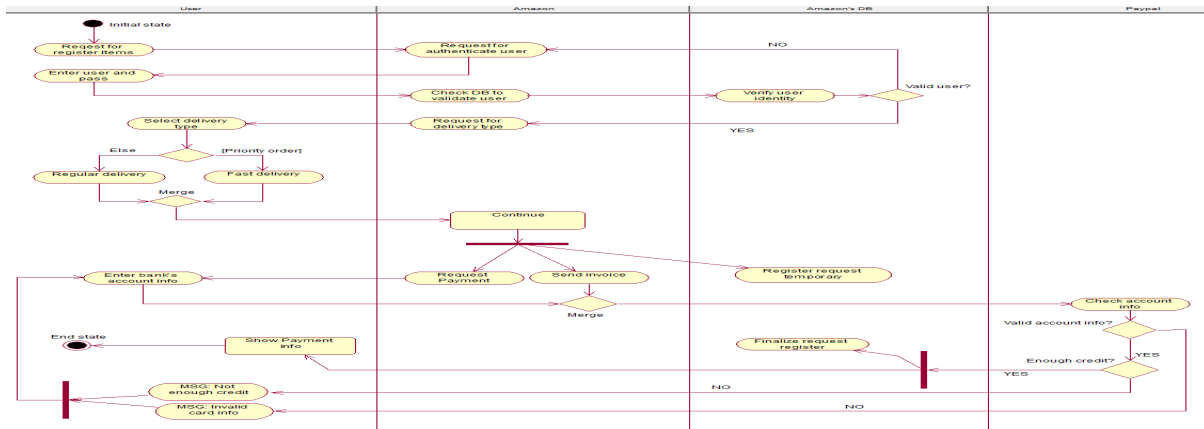 User
Amazon
Amazon's DB
Paypal
Initial state
Reqest for
register items
Request for
authenticate user
NO
Enter user and
pass
Check DB to
validate user
Verify user
identity
Valid user?
Select delivery
type
Request for
delivery type
YES
Else
[Priority order]
Regular delivery
Fast delivery
Merge
Continue
Enter bank's
account info
Request
Payment
Send invoice
Register request
temporary
Merge
Check account
info
Valid account info?
End state
Show Payment
info
Finalize request
register
Enough credit?
YES
YES
MSG: Not
enough credit
NO
MSG: Invalid
card info
NO